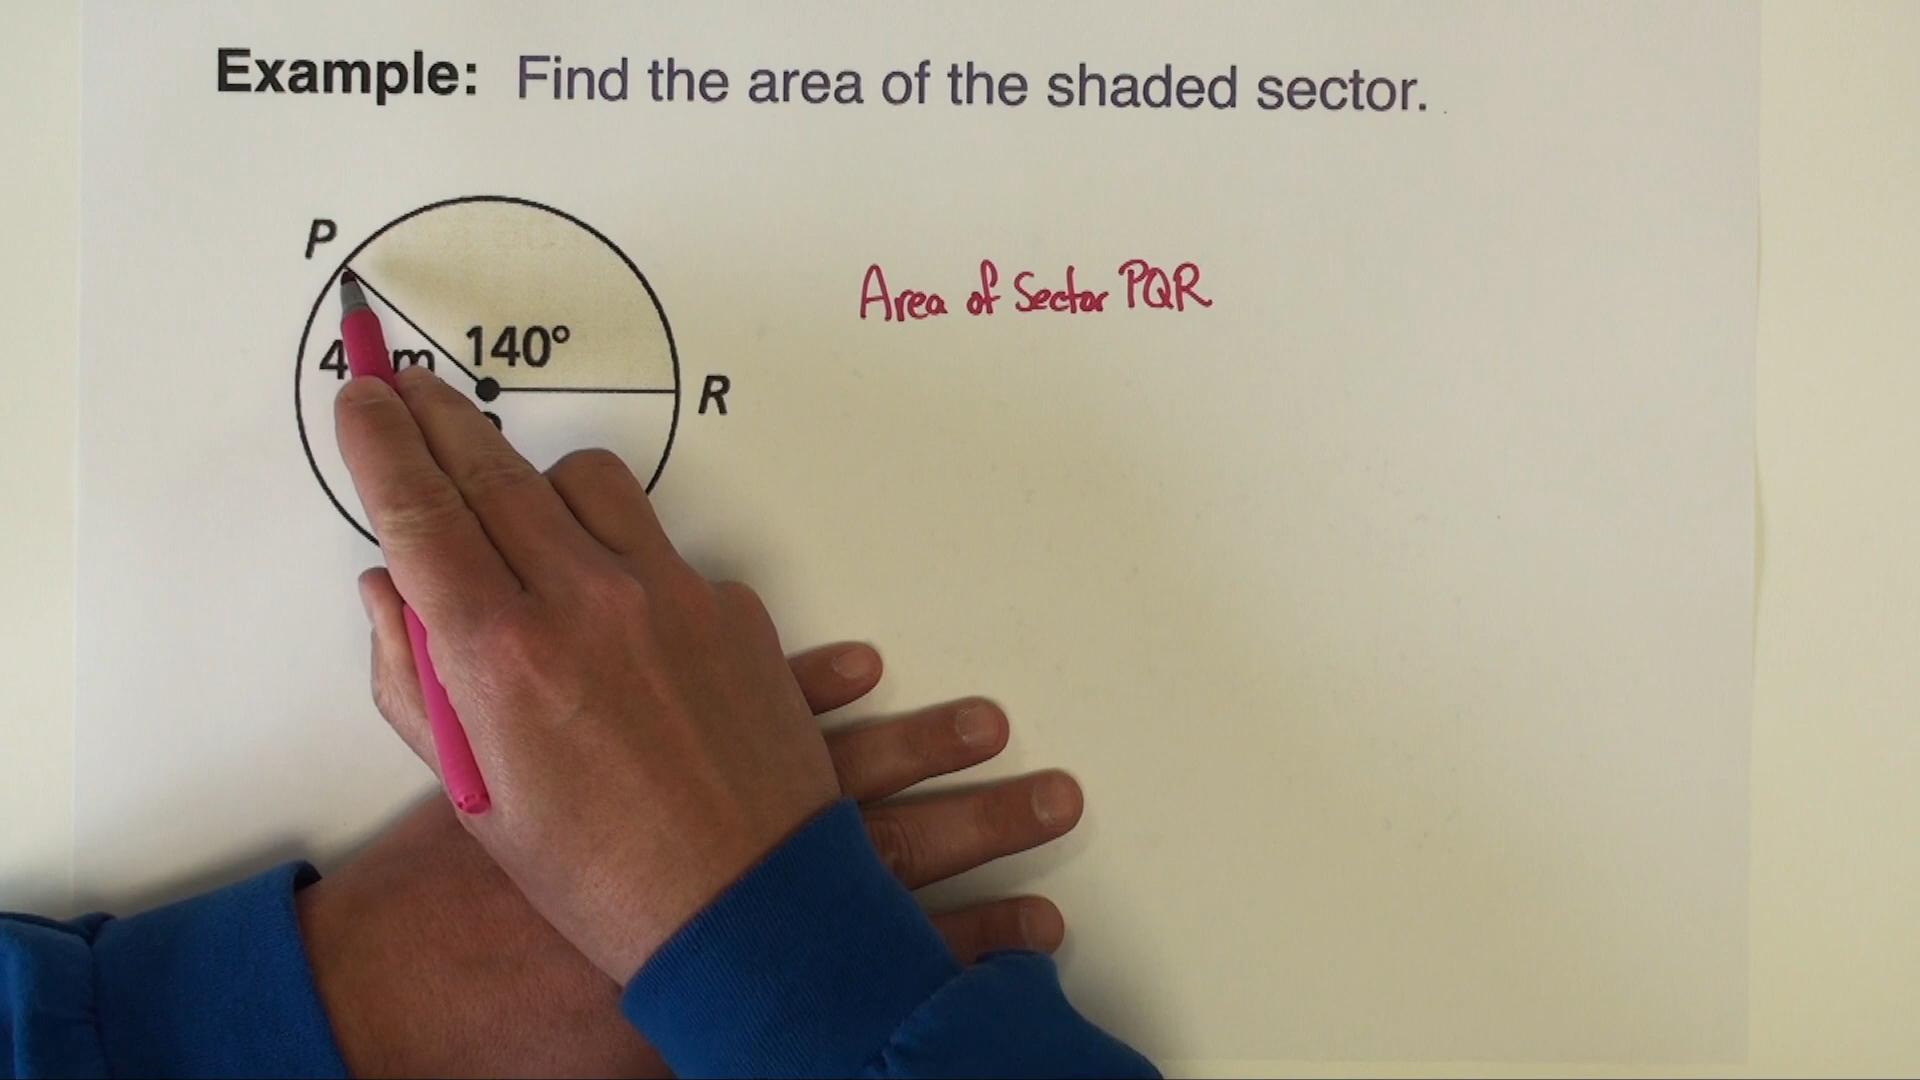 Example: Find the area of the shaded sector.
P
Area of Sector PQR
140°
R